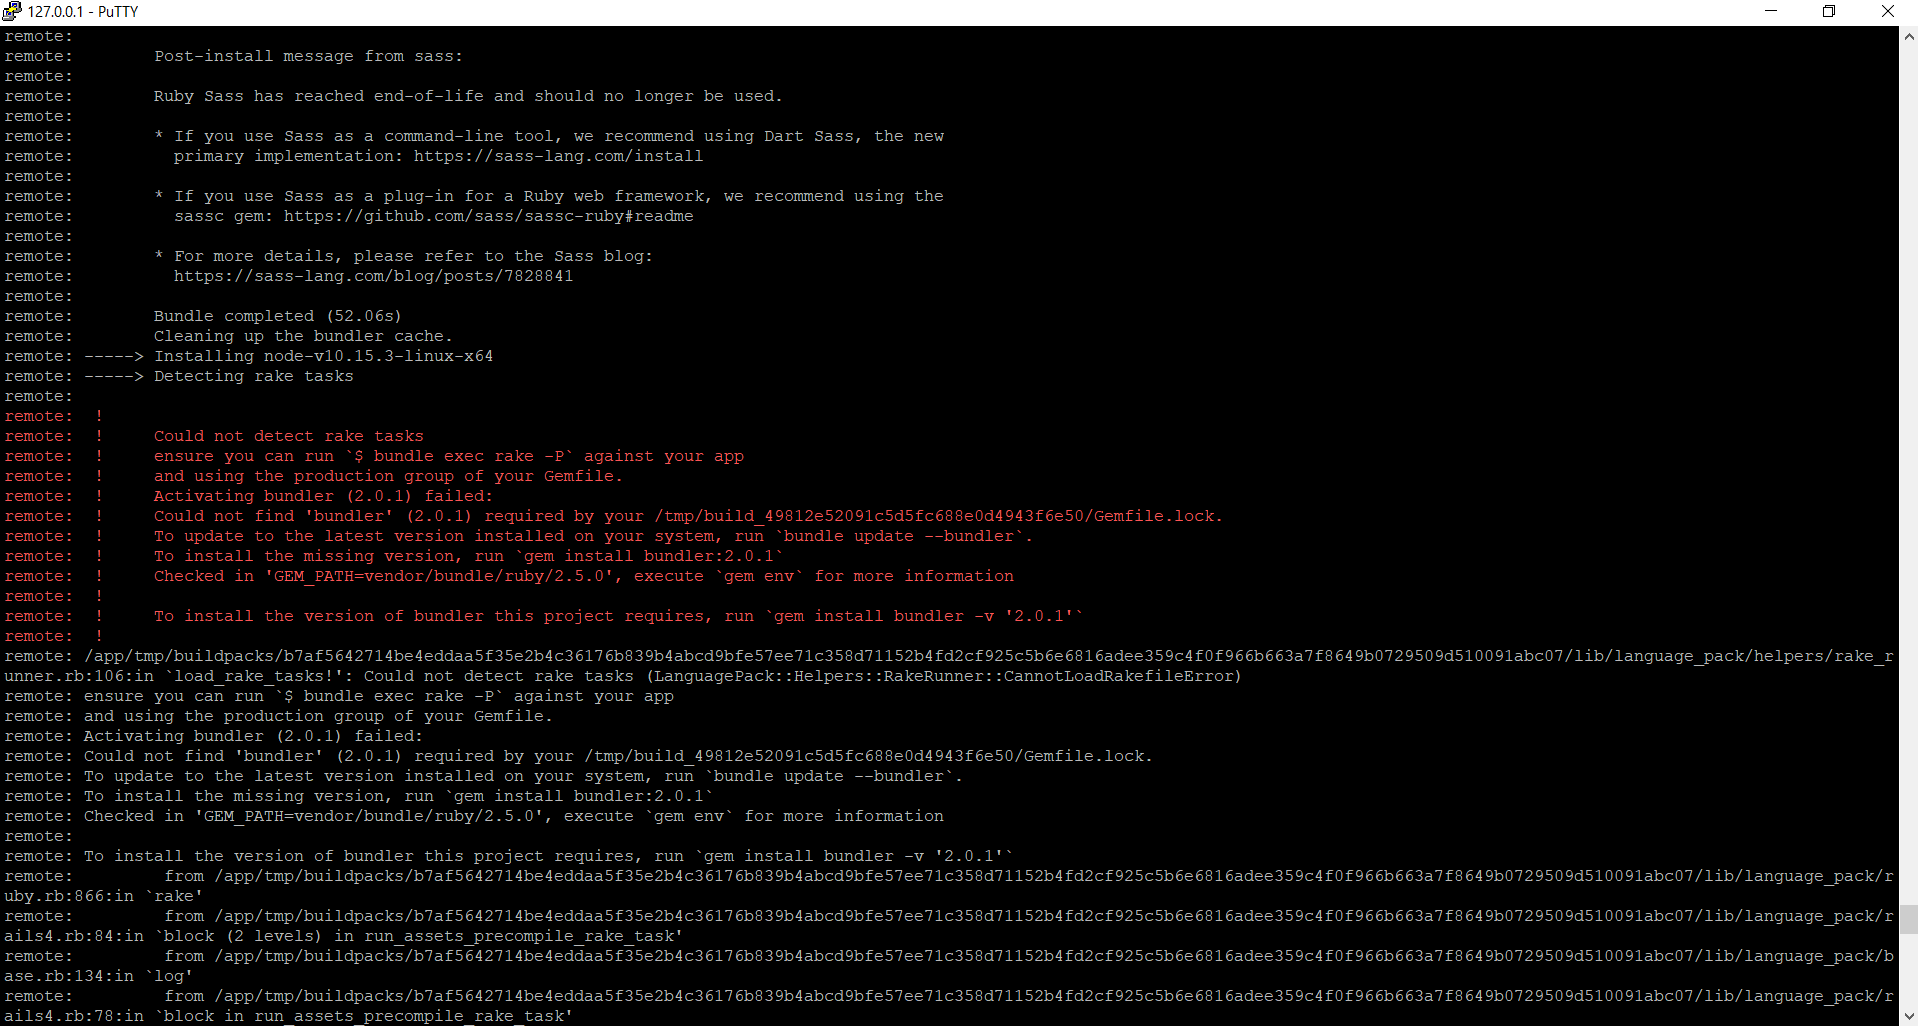 127.0.0.1 - PuTTY
remote:
remote:        Post-install message from sass:
remote:
remote:        Ruby Sass has reached end-of-life and should no longer be used.
remote:
remote:        * If you use Sass as a command-line tool, we recommend using Dart Sass, the new
remote:          primary implementation: https://sass-lang.com/install
remote:
remote:        * If you use Sass as a plug-in for a Ruby web framework, we recommend using the
remote:          sassc gem: https://github.com/sass/sassc-ruby#readme
remote:
remote:        * For more details, please refer to the Sass blog:
remote:          https://sass-lang.com/blog/posts/7828841
remote:
remote:        Bundle completed (52.06s)
remote:        Cleaning up the bundler cache.
remote: -----> Installing node-v10.15.3-linux-x64
remote: -----> Detecting rake tasks
remote:
remote:  !
remote:  !     Could not detect rake tasks
remote:  !     ensure you can run `$ bundle exec rake -P` against your app
remote:  !     and using the production group of your Gemfile.
remote:  !     Activating bundler (2.0.1) failed:
remote:  !     Could not find 'bundler' (2.0.1) required by your /tmp/build_49812e52091c5d5fc688e0d4943f6e50/Gemfile.lock.
remote:  !     To update to the latest version installed on your system, run `bundle update --bundler`.
remote:  !     To install the missing version, run `gem install bundler:2.0.1`
remote:  !     Checked in 'GEM_PATH=vendor/bundle/ruby/2.5.0', execute `gem env` for more information
remote:  !
remote:  !     To install the version of bundler this project requires, run `gem install bundler -v '2.0.1'`
remote:  !
remote: /app/tmp/buildpacks/b7af5642714be4eddaa5f35e2b4c36176b839b4abcd9bfe57ee71c358d71152b4fd2cf925c5b6e6816adee359c4f0f966b663a7f8649b0729509d510091abc07/lib/language_pack/helpers/rake_r
unner.rb:106:in `load_rake_tasks!': Could not detect rake tasks (LanguagePack::Helpers::RakeRunner::CannotLoadRakefileError)
remote: ensure you can run `$ bundle exec rake -P` against your app
remote: and using the production group of your Gemfile.
remote: Activating bundler (2.0.1) failed:
remote: Could not find 'bundler' (2.0.1) required by your /tmp/build_49812e52091c5d5fc688e0d4943f6e50/Gemfile.lock.
remote: To update to the latest version installed on your system, run `bundle update --bundler`.
remote: To install the missing version, run `gem install bundler:2.0.1`
remote: Checked in 'GEM_PATH=vendor/bundle/ruby/2.5.0', execute `gem env` for more information
remote:
remote: To install the version of bundler this project requires, run `gem install bundler -v '2.0.1'`
remote:         from /app/tmp/buildpacks/b7af5642714be4eddaa5f35e2b4c36176b839b4abcd9bfe57ee71c358d71152b4fd2cf925c5b6e6816adee359c4f0f966b663a7f8649b0729509d510091abc07/lib/language_pack/r
uby.rb:866:in `rake'
remote:         from /app/tmp/buildpacks/b7af5642714be4eddaa5f35e2b4c36176b839b4abcd9bfe57ee71c358d71152b4fd2cf925c5b6e6816adee359c4f0f966b663a7f8649b0729509d510091abc07/lib/language_pack/r
ails4.rb:84:in `block (2 levels) in run_assets_precompile_rake_task'
remote:         from /app/tmp/buildpacks/b7af5642714be4eddaa5f35e2b4c36176b839b4abcd9bfe57ee71c358d71152b4fd2cf925c5b6e6816adee359c4f0f966b663a7f8649b0729509d510091abc07/lib/language_pack/b
ase.rb:134:in `log'
remote:         from /app/tmp/buildpacks/b7af5642714be4eddaa5f35e2b4c36176b839b4abcd9bfe57ee71c358d71152b4fd2cf925c5b6e6816adee359c4f0f966b663a7f8649b0729509d510091abc07/lib/language_pack/r
ails4.rb:78:in `block in run_assets_precompile_rake_task'